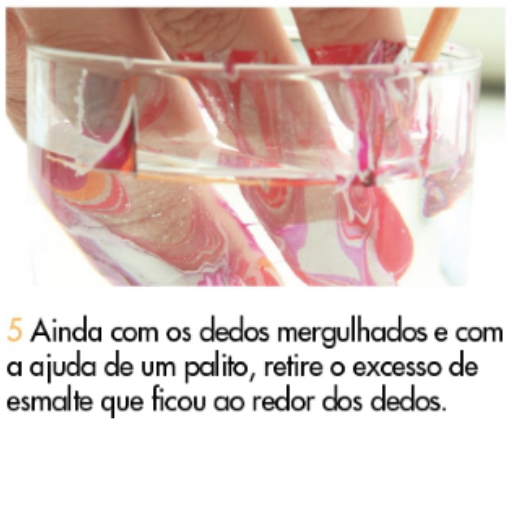 5 Ainda com os dedos mergulhados e com
a ajuda de um palito, retire o excesso de
esmalte que ficou ao redor dos dedos.